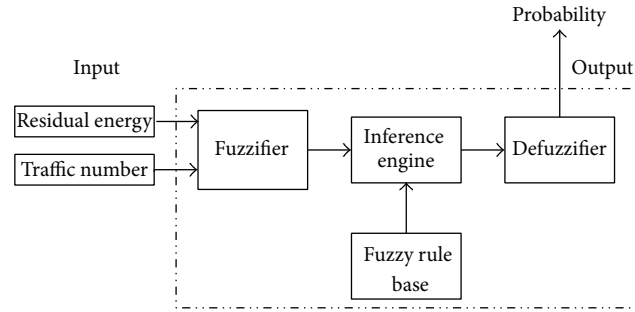 Probability
Input
Output
Residual energy
Traffic number
Fuzzifier
Inference
engine
Defuzzifier
Fuzzy rule
base